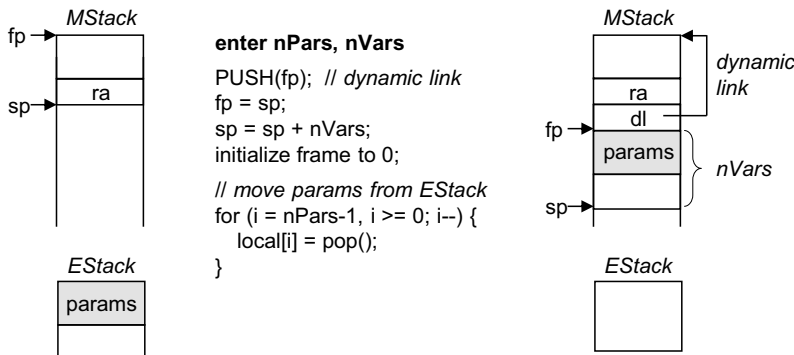 MStack
fp
ra
sp
EStack
params
enter nPars, nVars
PUSH(fp); // dynamic link
fp = sp;
sp = sp + nVars;
initialize frame to 0;
// move params from EStack
for (i = nPars-1, i >= 0; i--) {
local[i] = pop();
}
MStack
dynamic
link
ra
dl
fp
params
nVars
sp
EStack